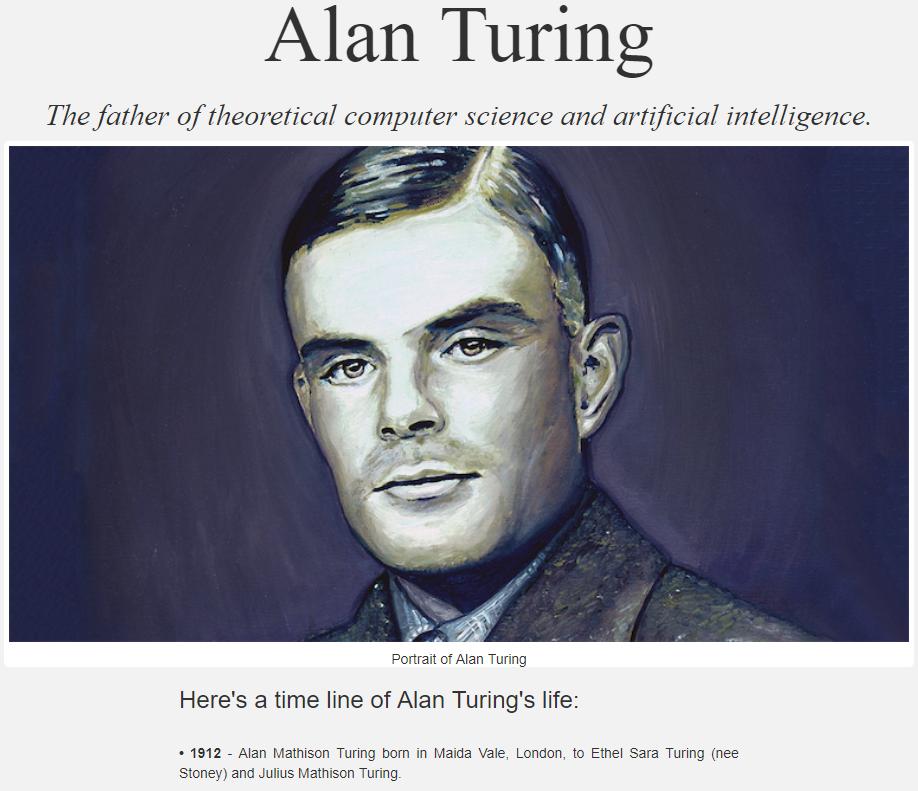 Alan Turing
The father of theoretical computer science and artificial intelligence.
Portrait of Alan Turing
Here's a time line of Alan Turing's life:
• 1912 - Alan Mathison Turing born in Maida Vale, London, to Ethel Sara Turing (nee
Stoney) and Julius Mathison Turing.